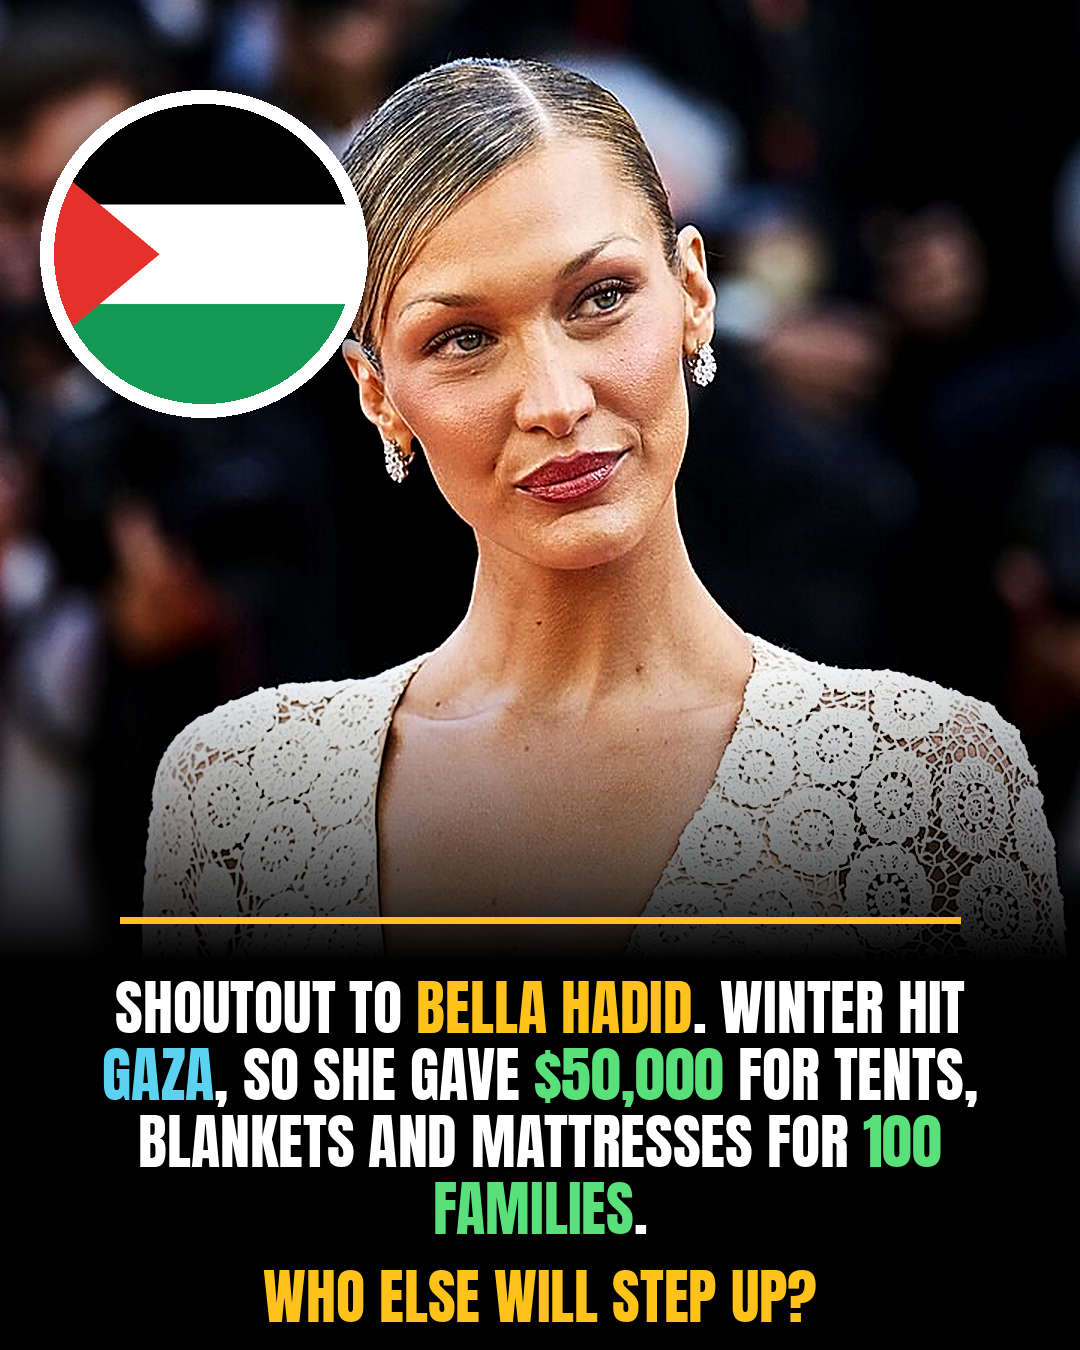 SHOUTOUT TO BELLA HADID. WINTER HIT
GAZA, SO SHE GAVE $50,000 FOR TENTS,
BLANKETS AND MATTRESSES FOR 100
FAMILIES.
WHO ELSE WILL STEP UP?